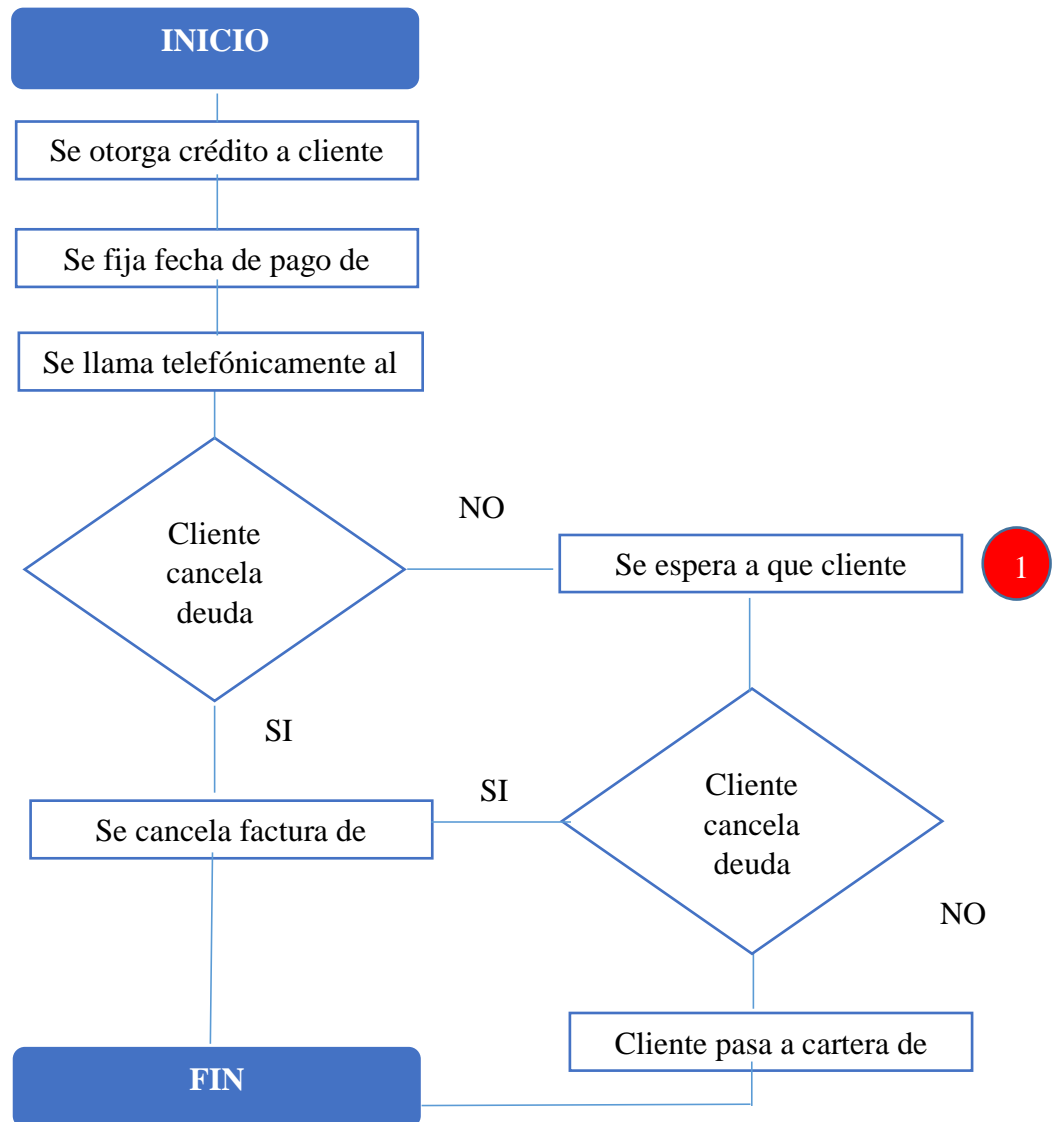 INICIO
Se otorga crédito a cliente
Se fija fecha de pago de
Se llama telefónicamente al
Cliente
cancela
deuda
NO
Se espera a que cliente
1
SI
Se cancela factura de
SI
Cliente
cancela
deuda
NO
Cliente pasa a cartera de
FIN